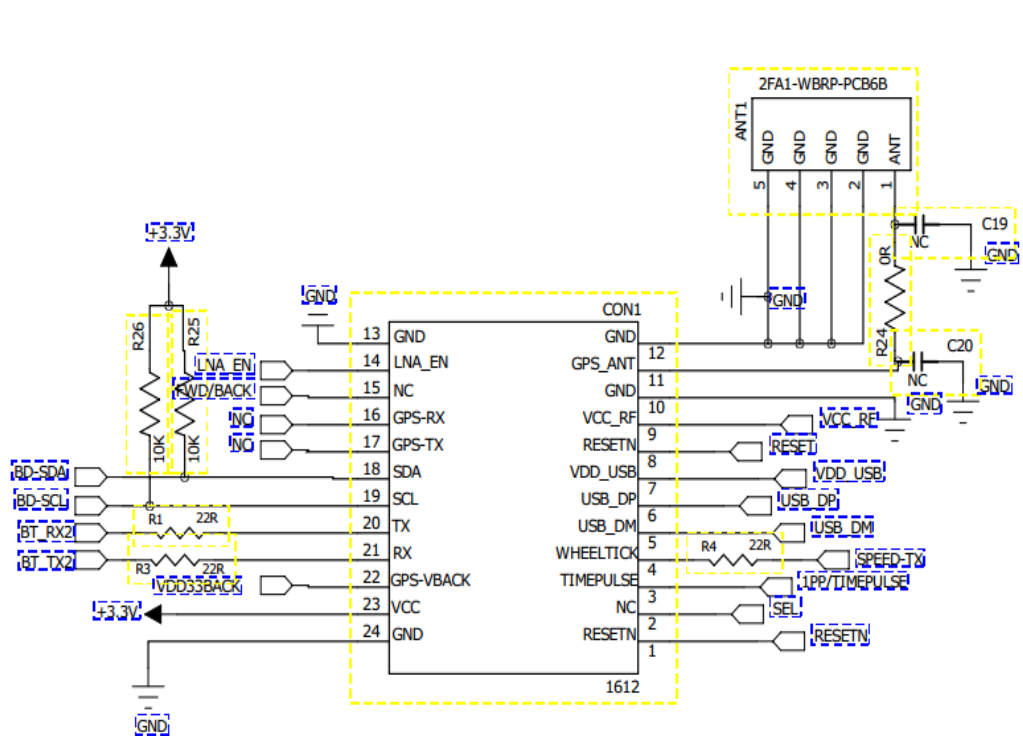 2FA1-WBRP-PCB6B
ANT1
GND
GND
GND
GND
ANT
5
4
3
2
1
C19
NC
GND
0R
R24
C20
NC
GND
GND
GND
+3.3V
R26
R25
10K
10K
GND
CON1
13 GND
GND 12
LNA_EN
14 LNA_EN
GPS_ANT 11
FWD/BACK
15 NC
GND 10
NC
16 GPS-RX
VCC_RF 9
VCC_RF
NC
17 GPS-TX
RESETN 8
RESET
BD-SDA
18 SDA
VDD_USB 7
VDD_USB
BD-SCL
19 SCL
USB_DP 6
USB_DP
BT_RX2
R1 22R
20 TX
USB_DM 5
USB_DM
BT_TX2
R3 22R
21 RX
WHEELTICK 4
R4 22R
SPEED-TX
VDD33BACK
22 GPS-VBACK
TIMEPULSE 3
1PP/TIMEPULSE
+3.3V
23 VCC
NC 2
SEL
24 GND
RESETN 1
RESETN
1612
GND